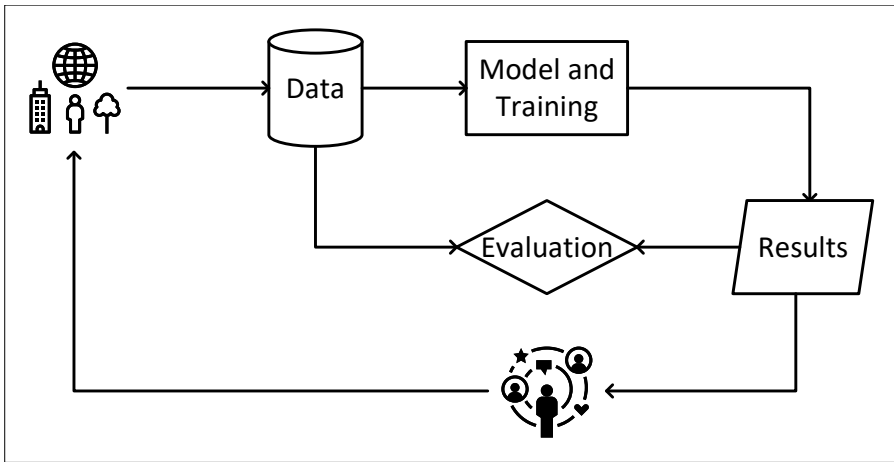 Data
Model and
Training
Evaluation
Results